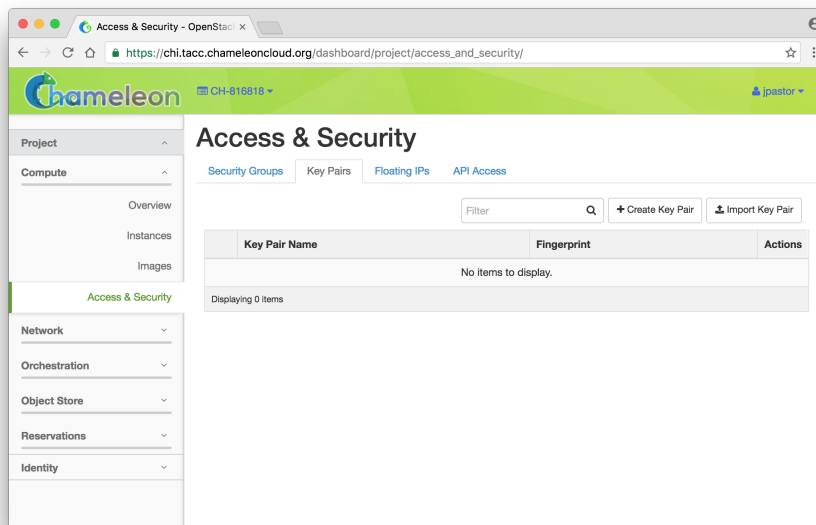 Access & Security - OpenStac
https://chi.tacc.chameleoncloud.org/dashboard/project/access_and_security/
Chameleon
CH-816818
jpastor
Project
Compute
Overview
Instances
Images
Access & Security
Network
Orchestration
Object Store
Reservations
Identity
Access & Security
Security Groups Key Pairs Floating IPs API Access
Filter Create Key Pair Import Key Pair
Key Pair Name Fingerprint Actions
No items to display.
Displaying 0 items